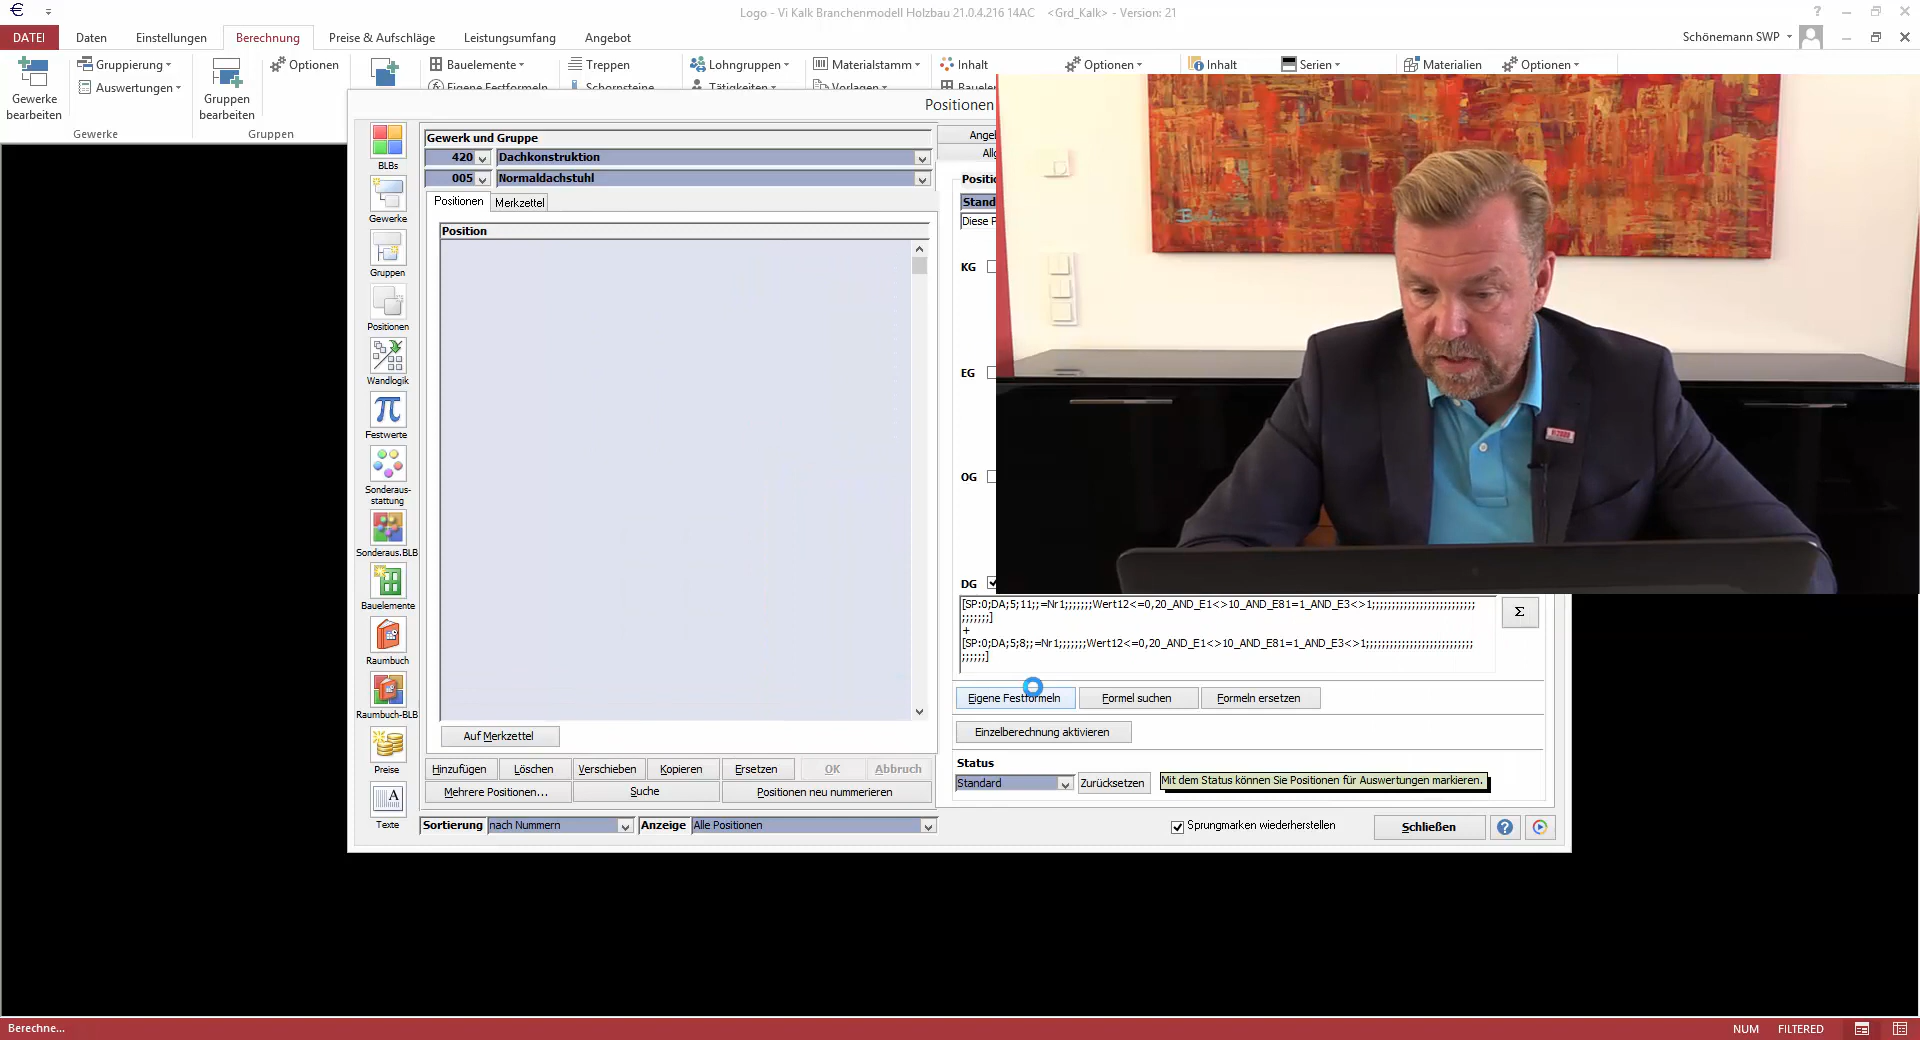 Logo - Vi Kalk Branchenmodell Holzbau 21.0.4.216 14AC <Grd_Kalk> - Version: 21
DATEI Daten Einstellungen Berechnung Preise & Aufschläge Leistungsumfang Angebot Schönemann SWP
Gewerke bearbeiten
Gruppierung
Auswertungen
Gewerke
Gruppen bearbeiten
Optionen
Gruppen
Bauelemente Treppen Lohngruppen Materialstamm Inhalt Optionen Inhalt Serien Materialien Optionen
Eigene Festformeln Schornsteine Tätigkeiten Vorlagen
Positionen
BLBs
Gewerke
Gruppen
Positionen
Wandlogik
Festwerte
Sonderaus-
stattung
Sonderaus.BLB
Bauelemente
Raumbuch
Raumbuch-BLB
Preise
Texte
Gewerk und Gruppe
420 Dachkonstruktion
005 Normaldachstuhl
Positionen Merkzettel
Position
Auf Merkzettel
Hinzufügen Löschen Verschieben Kopieren Ersetzen OK Abbruch
Mehrere Positionen... Suche Positionen neu nummerieren
Sortierung nach Nummern Anzeige Alle Positionen
KG
EG
OG
DG
[SP:0;DA;5;11;;=Nr1;;;;;;;Wert12<=0,20_AND_E1<>10_AND_E81=1_AND_E3<>1;;;;;;;;;;;;;;;;;;;;;;;;;;
;;;;;;;]
+
[SP:0;DA;5;8;;=Nr1;;;;;;;Wert12<=0,20_AND_E1<>10_AND_E81=1_AND_E3<>1;;;;;;;;;;;;;;;;;;;;;;;;;;;
;;;;;;]
Σ
Eigene Festformeln Formel suchen Formeln ersetzen
Einzelberechnung aktivieren
Status
Standard Zurücksetzen Mit dem Status können Sie Positionen für Auswertungen markieren.
Sprungmarken wiederherstellen Schließen
Berechne... NUM FILTERED